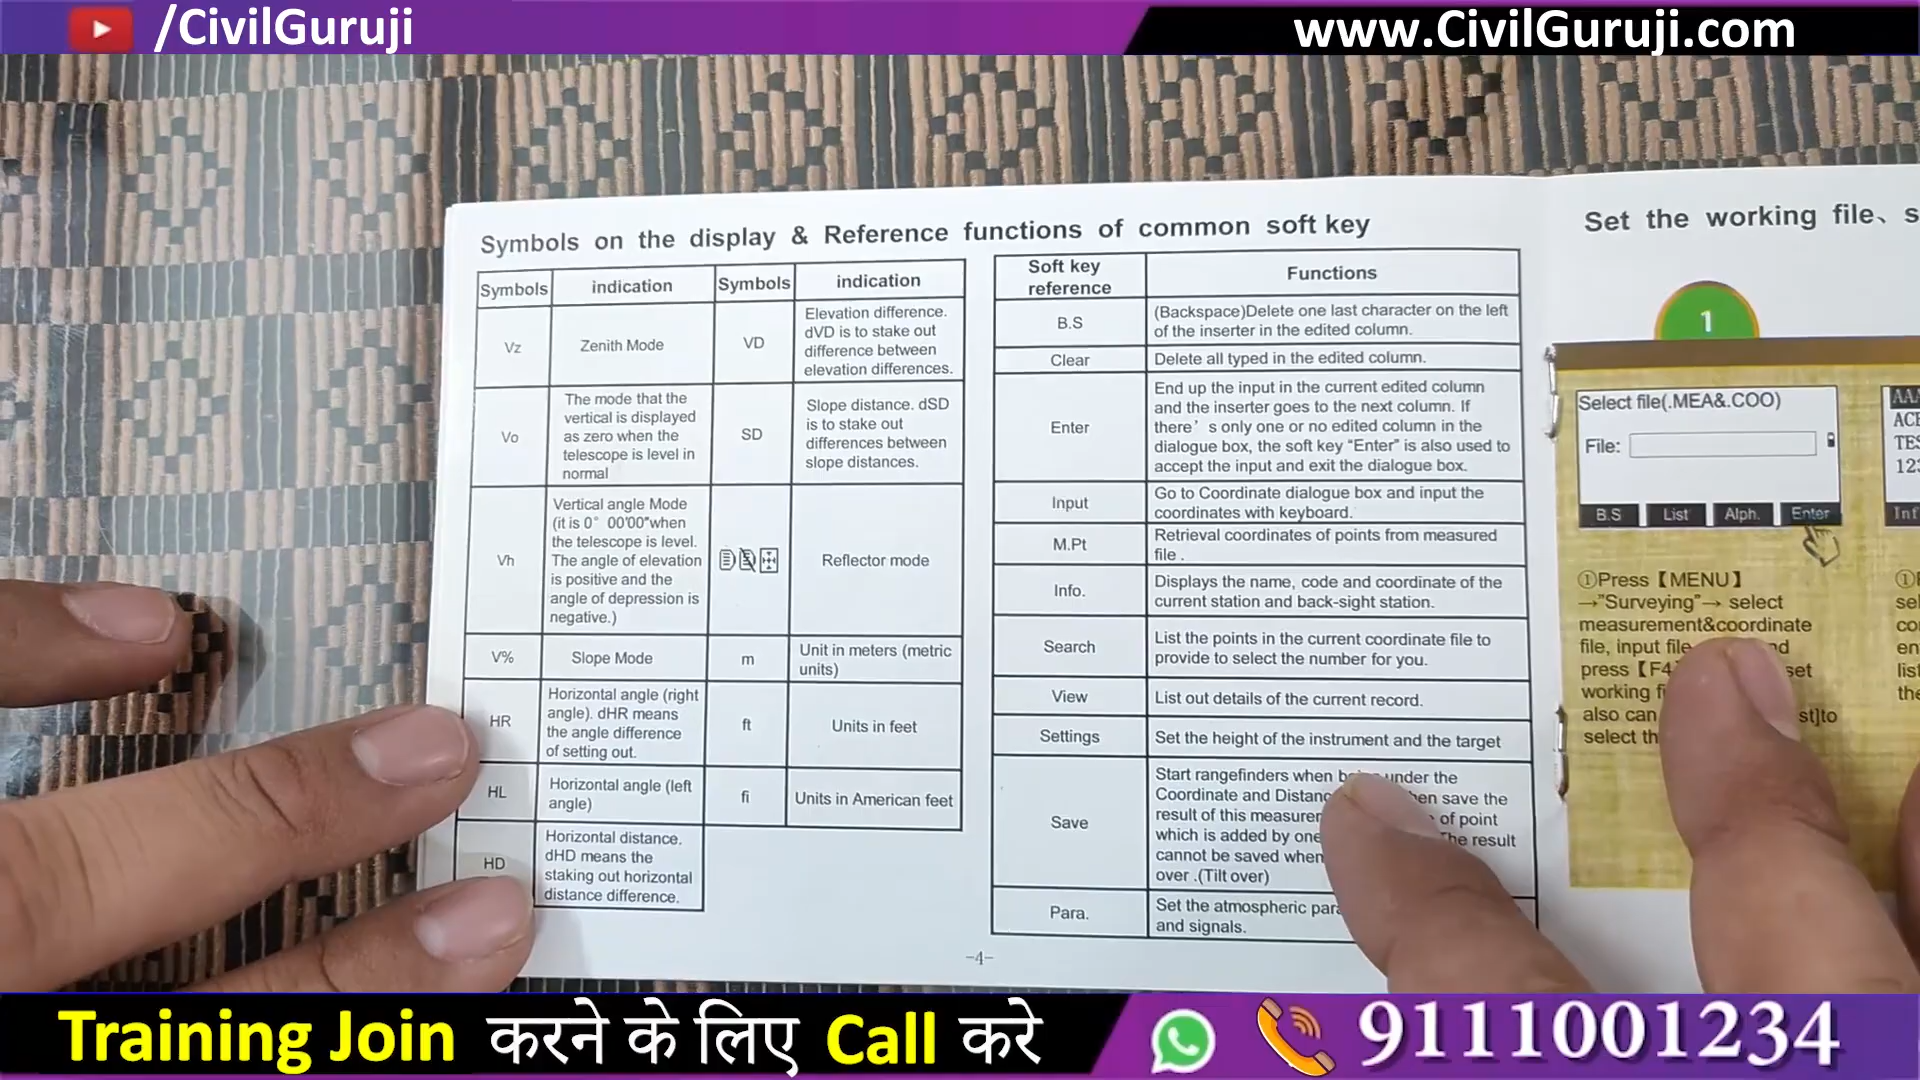 /CivilGuruji
www.CivilGuruji.com
Symbols on the display & Reference functions of common soft key
Symbols
indication
Symbols
indication
Vz
Zenith Mode
VD
Elevation difference.
dVD is to stake out
difference between
elevation differences.
Vo
The mode that the
vertical is displayed
as zero when the
telescope is level in
normal
SD
Slope distance. dSD
is to stake out
differences between
slope distances.
Vh
Vertical angle Mode
(it is 0° 00'00"when
the telescope is level.
The angle of elevation
is positive and the
angle of depression is
negative.)
Reflector mode
V%
Slope Mode
m
Unit in meters (metric
units)
HR
Horizontal angle (right
angle). dHR means
the angle difference
of setting out.
ft
Units in feet
HL
Horizontal angle (left
angle)
fi
Units in American feet
HD
Horizontal distance.
dHD means the
staking out horizontal
distance difference.
Soft key
reference
Functions
B.S
(Backspace)Delete one last character on the left
of the inserter in the edited column.
Clear
Delete all typed in the edited column.
Enter
End up the input in the current edited column
and the inserter goes to the next column. If
there's only one or no edited column in the
dialogue box, the soft key "Enter" is also used to
accept the input and exit the dialogue box.
Input
Go to Coordinate dialogue box and input the
coordinates with keyboard.
M.Pt
Retrieval coordinates of points from measured
file .
Info.
Displays the name, code and coordinate of the
current station and back-sight station.
Search
List the points in the current coordinate file to
provide to select the number for you.
View
List out details of the current record.
Settings
Set the height of the instrument and the target
Save
Start rangefinders when under the
Coordinate and save the
result of this of point
which is added by one result
cannot be saved when
over .(Tilt over)
Para.
Set the atmospheric
and signals.
-4-
Set the working file、
1
Select file(.MEA&.COO)
File:
B.S List Alph. Enter
①Press【MENU】
→"Surveying"→ select
measurement&coordinate
file, input file
press【F4 set
working
also can st]to
select
Training Join करने के लिए Call करे
9111001234